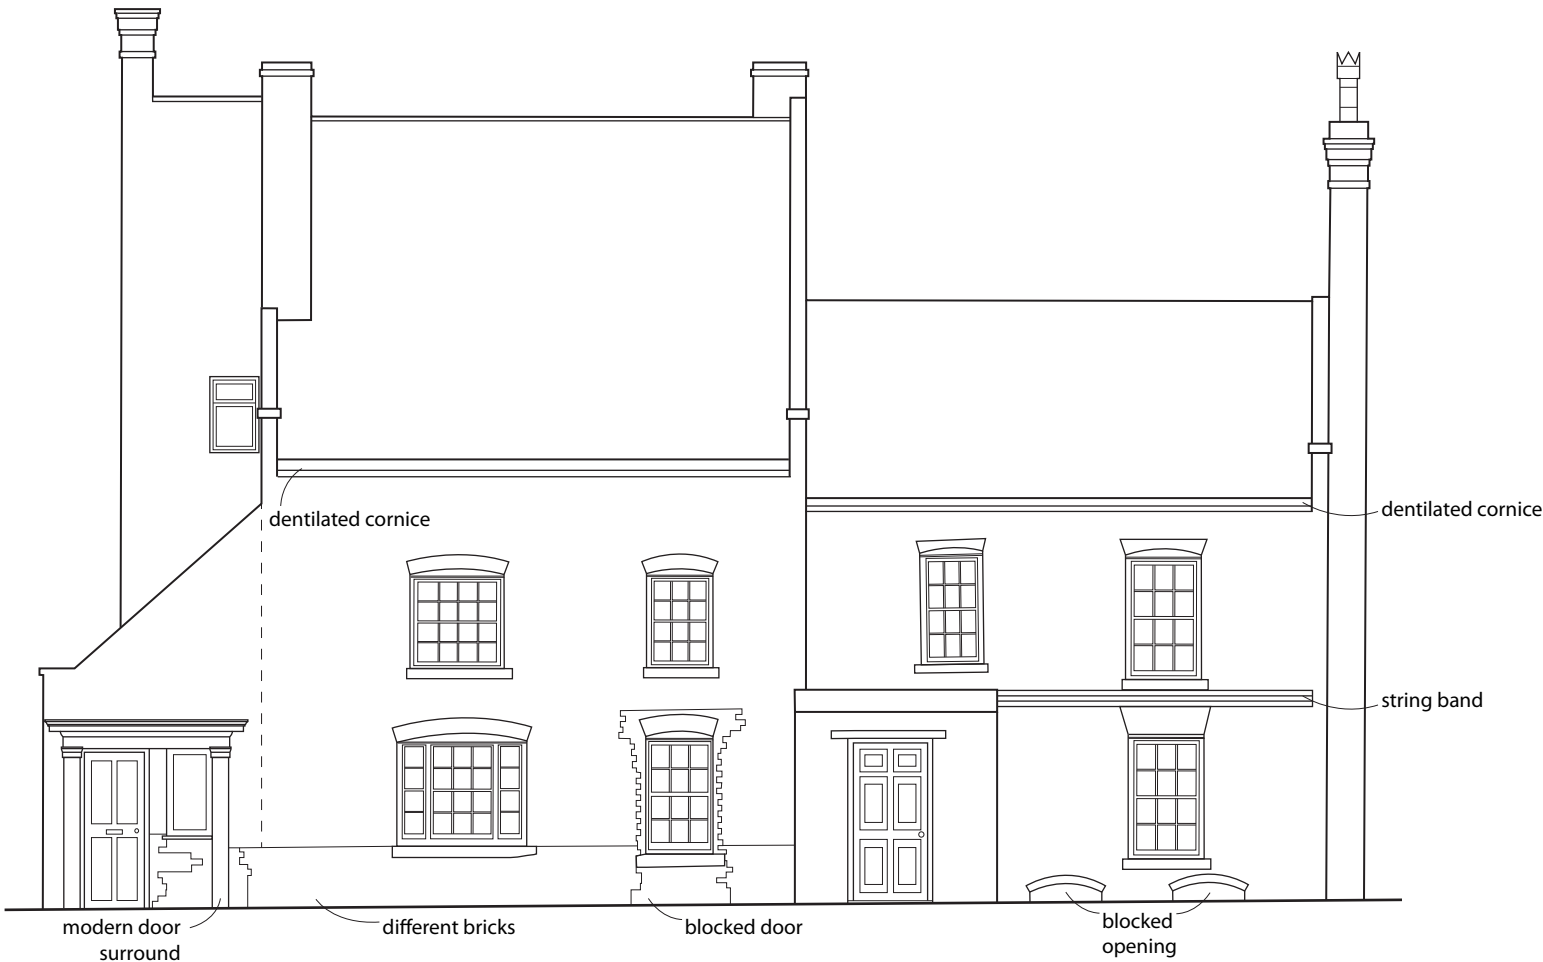 dentilated cornice
dentilated cornice
string band
modern door
surround
different bricks
blocked door
blocked
opening